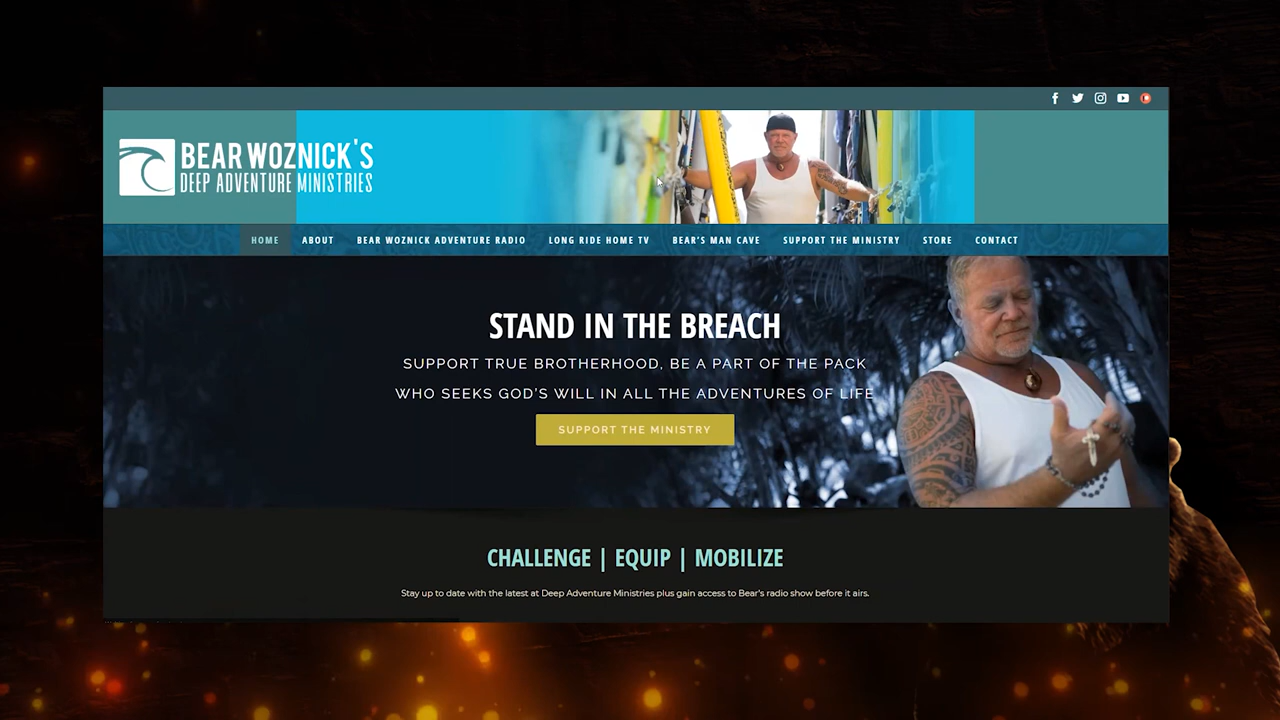 BEAR WOZNICK'S
DEEP ADVENTURE MINISTRIES
HOME
ABOUT
BEAR WOZNICK ADVENTURE RADIO
LONG RIDE HOME TV
BEAR'S MAN CAVE
SUPPORT THE MINISTRY
STORE
CONTACT
STAND IN THE BREACH
SUPPORT TRUE BROTHERHOOD, BE A PART OF THE PACK
WHO SEEKS GOD'S WILL IN ALL THE ADVENTURES OF LIFE
SUPPORT THE MINISTRY
CHALLENGE | EQUIP | MOBILIZE
Stay up to date with the latest at Deep Adventure Ministries plus gain access to Bear's radio show before it airs.